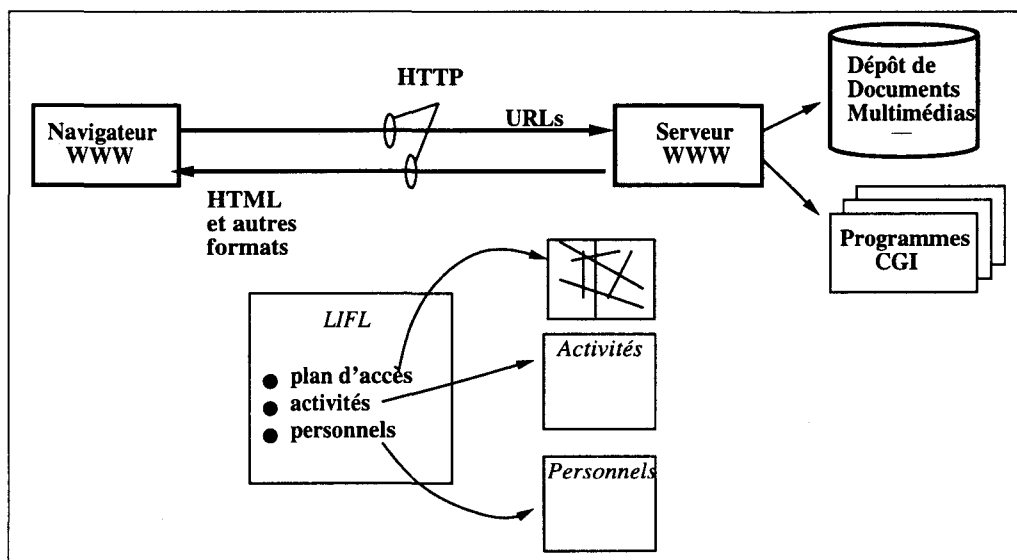 HTTP
Navigateur
WWW
URLs
Serveur
WWW
Dépôt de
Documents
Multimédias
HTML
et autres
formats
Programmes
CGI
LIFL
plan d'accès
activités
personnels
Activités
Personnels